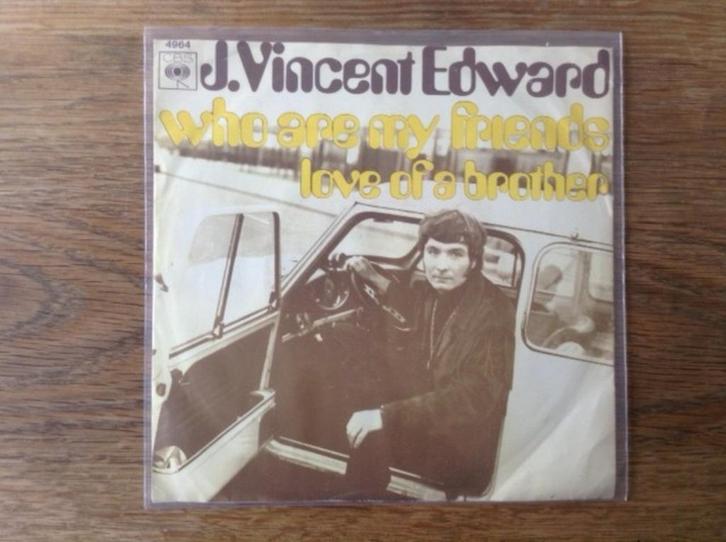 4964
CBS
J. Vincent Edward
who are my friends
love of a brother